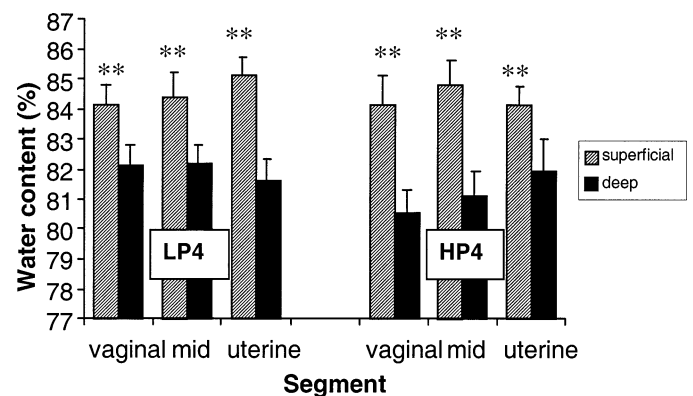 Water content (%)
87
86
85
84
83
82
81
80
79
78
77
** ** ** ** ** **
LP4
HP4
superficial
deep
vaginal mid uterine vaginal mid uterine
Segment